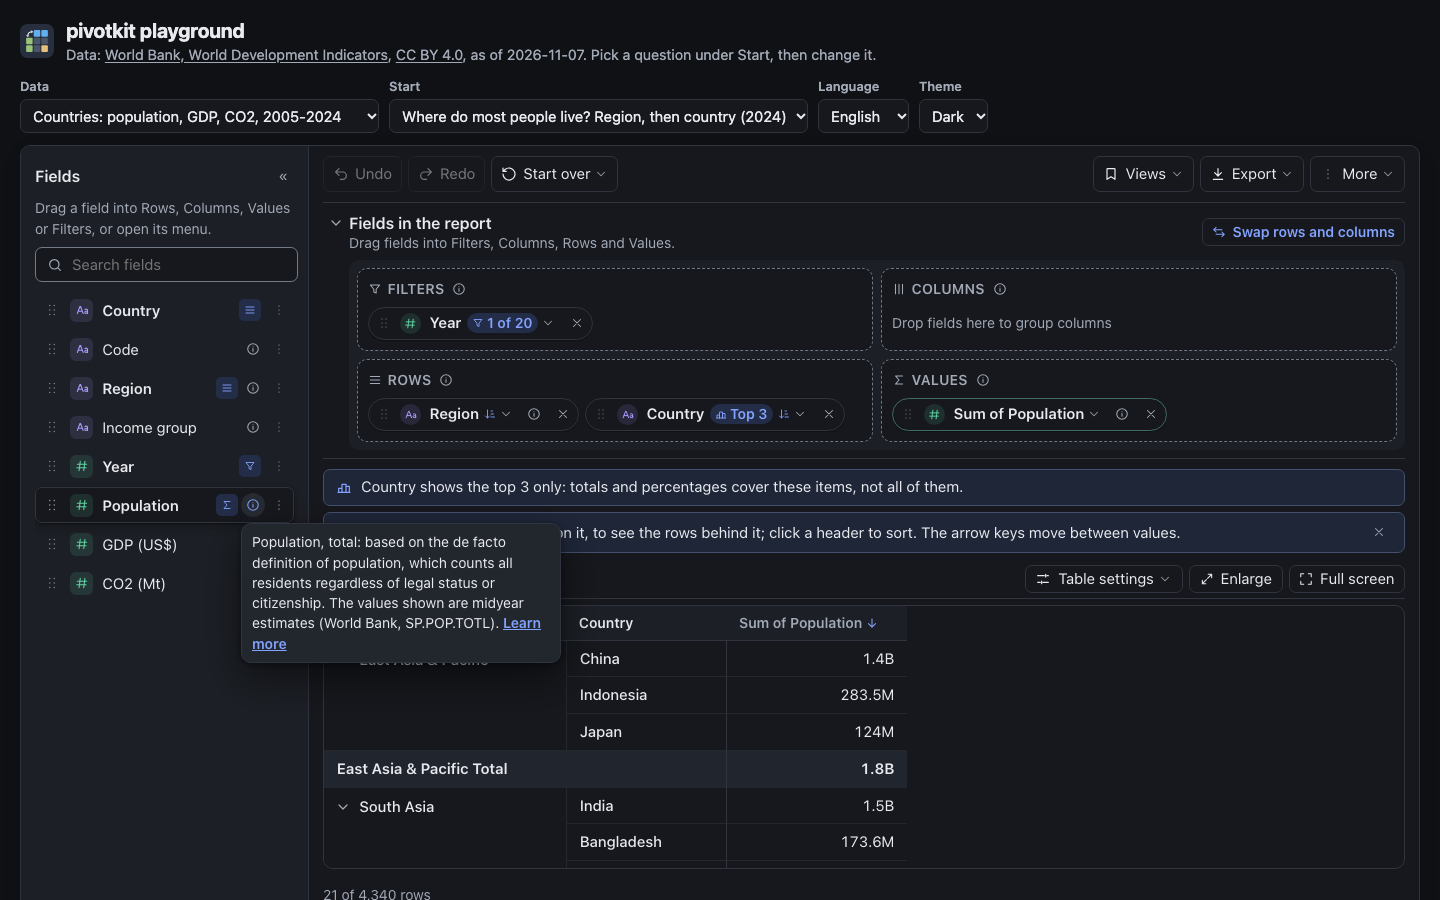 pivotkit playground
Data: World Bank, World Development Indicators, CC BY 4.0, as of 2026-11-07. Pick a question under Start, then change it.
Data
Start
Language
Theme
Countries: population, GDP, CO2, 2005-2024
Where do most people live? Region, then country (2024)
English
Dark
Fields
«
Drag a field into Rows, Columns, Values
or Filters, or open its menu.
Search fields
Aa Country
Aa Code
Aa Region
Aa Income group
# Year
# Population Σ
# GDP (US$)
# CO2 (Mt)
Undo
Redo
Start over
Views
Export
More
Fields in the report
Drag fields into Filters, Columns, Rows and Values.
Swap rows and columns
FILTERS
# Year 1 of 20
COLUMNS
Drop fields here to group columns
ROWS
Aa Region
Aa Country Top 3
Σ VALUES
# Sum of Population
Country shows the top 3 only: totals and percentages cover these items, not all of them.
on it, to see the rows behind it; click a header to sort. The arrow keys move between values.
Population, total: based on the de facto
definition of population, which counts all
residents regardless of legal status or
citizenship. The values shown are midyear
estimates (World Bank, SP.POP.TOTL). Learn
more
Table settings
Enlarge
Full screen
Country
Sum of Population
East Asia & Pacific
China 1.4B
Indonesia 283.5M
Japan 124M
East Asia & Pacific Total 1.8B
South Asia
India 1.5B
Bangladesh 173.6M
21 of 4,340 rows